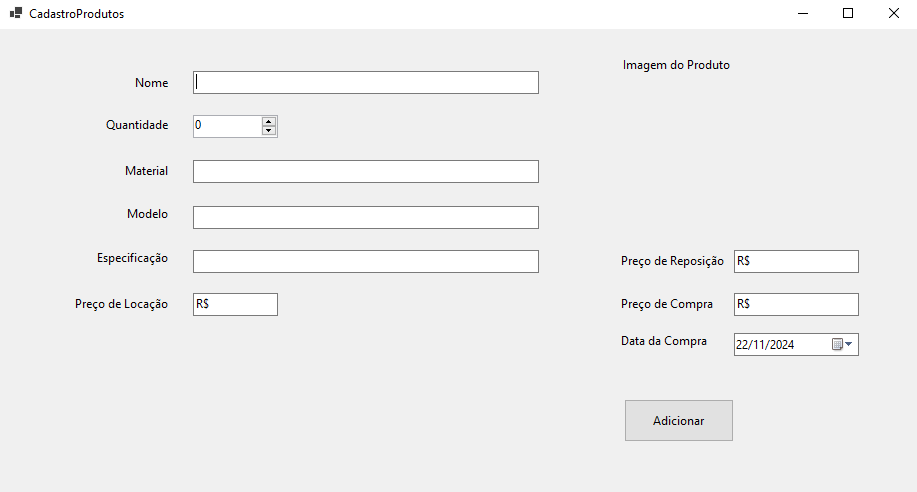 CadastroProdutos
Imagem do Produto
Nome
Quantidade 0
Material
Modelo
Especificação
Preço de Locação R$
Preço de Reposição R$
Preço de Compra R$
Data da Compra 22/11/2024
Adicionar